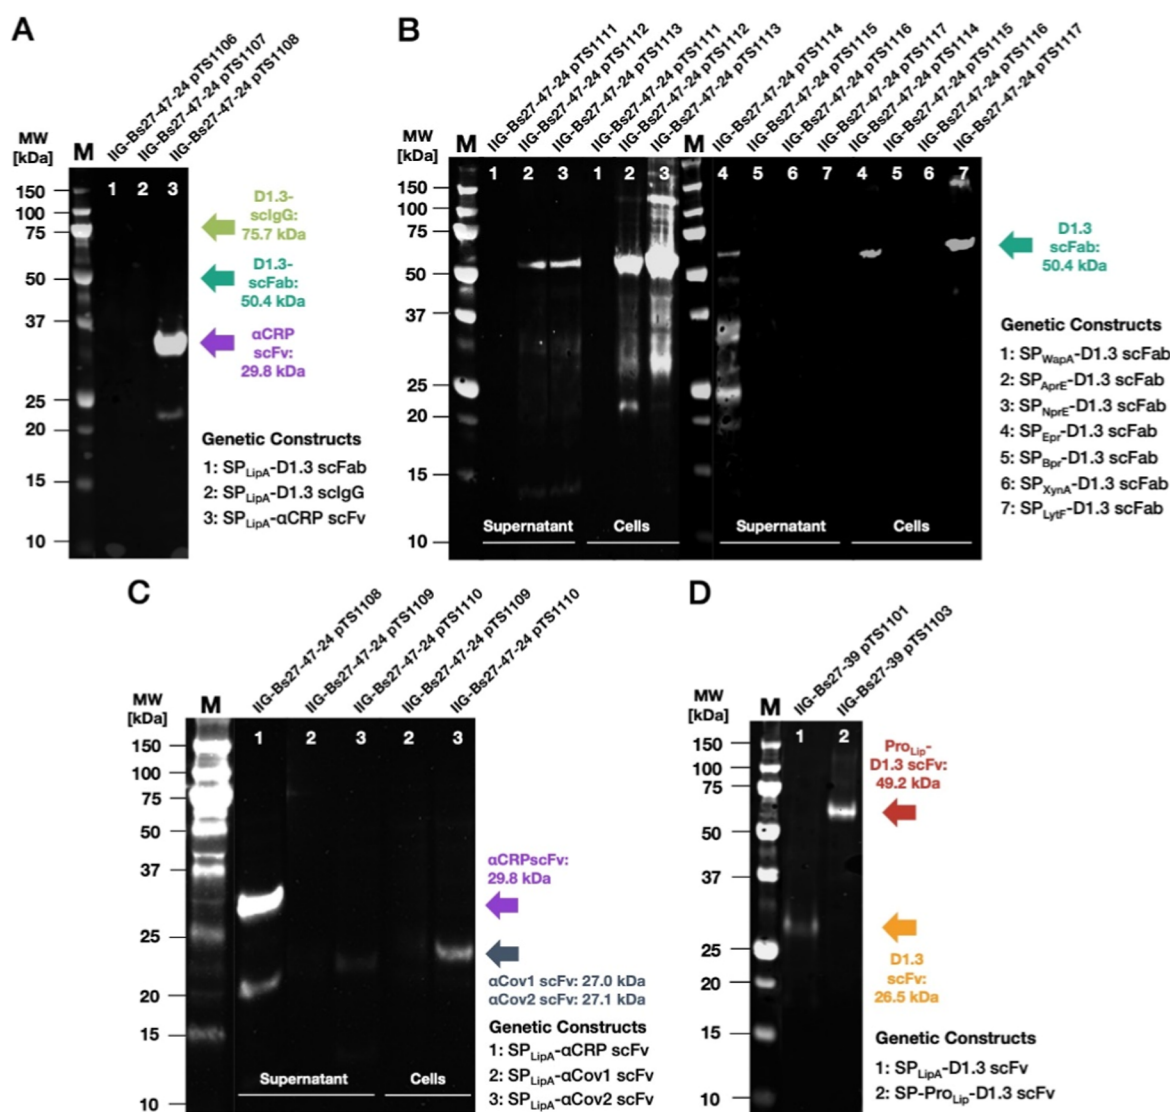 A
IIG-Bs27-47-24 pTS1106
IIG-Bs27-47-24 pTS1107
IIG-Bs27-47-24 pTS1108
MW
[kDa]
M
1 2 3
150
100
75
50
37
25
20
15
10
D1.3-
scIgG:
75.7 kDa
D1.3-
scFab:
50.4 kDa
αCRP
scFv:
29.8 kDa
Genetic Constructs
1: SPLipA-D1.3 scFab
2: SPLipA-D1.3 scIgG
3: SPLipA-αCRP scFv
B
IIG-Bs27-47-24 pTS1111
IIG-Bs27-47-24 pTS1112
IIG-Bs27-47-24 pTS1113
IIG-Bs27-47-24 pTS1111
IIG-Bs27-47-24 pTS1112
IIG-Bs27-47-24 pTS1113
IIG-Bs27-47-24 pTS1114
IIG-Bs27-47-24 pTS1115
IIG-Bs27-47-24 pTS1116
IIG-Bs27-47-24 pTS1117
IIG-Bs27-47-24 pTS1114
IIG-Bs27-47-24 pTS1115
IIG-Bs27-47-24 pTS1116
IIG-Bs27-47-24 pTS1117
MW
[kDa]
M
1 2 3 1 2 3
M
4 5 6 7 4 5 6 7
150
100
75
50
37
25
20
15
10
Supernatant Cells Supernatant Cells
D1.3
scFab:
50.4 kDa
Genetic Constructs
1: SPWapA-D1.3 scFab
2: SPAprE-D1.3 scFab
3: SPNprE-D1.3 scFab
4: SPEpr-D1.3 scFab
5: SPBpr-D1.3 scFab
6: SPXynA-D1.3 scFab
7: SPLytF-D1.3 scFab
C
IIG-Bs27-47-24 pTS1108
IIG-Bs27-47-24 pTS1109
IIG-Bs27-47-24 pTS1110
IIG-Bs27-47-24 pTS1109
IIG-Bs27-47-24 pTS1110
MW
[kDa]
M
1 2 3 2 3
150
100
75
50
37
25
20
15
10
Supernatant Cells
αCRPscFv:
29.8 kDa
αCov1 scFv: 27.0 kDa
αCov2 scFv: 27.1 kDa
Genetic Constructs
1: SPLipA-αCRP scFv
2: SPLipA-αCov1 scFv
3: SPLipA-αCov2 scFv
D
IIG-Bs27-39 pTS1101
IIG-Bs27-39 pTS1103
MW
[kDa]
M
1 2
150
100
75
50
37
25
20
15
10
ProLip-
D1.3 scFv:
49.2 kDa
D1.3
scFv:
26.5 kDa
Genetic Constructs
1: SPLipA-D1.3 scFv
2: SP-ProLip-D1.3 scFv